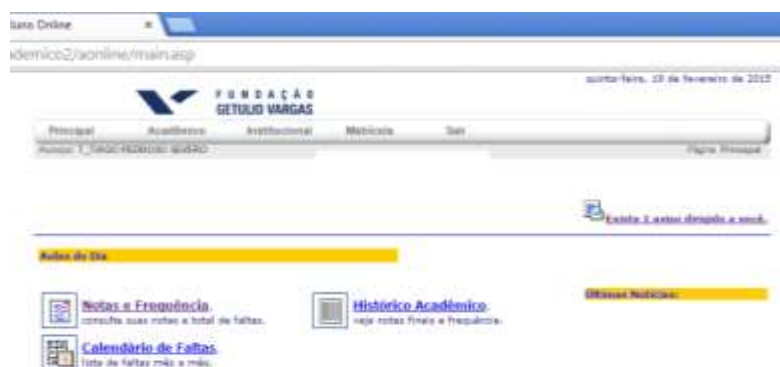 Online
ademico2/aonline/main.asp
quinta-feira, 19 de fevereiro de 2015
FUNDAÇÃO
GETULIO VARGAS
Principal Acadêmico Institucional Matrícula Sair
Página Principal
Existe 1 aviso dirigido a você.
Aulas do Dia
Últimas Notícias:
Notas e Frequência.
consulte suas notas e total de faltas.
Histórico Acadêmico.
veja notas finais e frequência.
Calendário de Faltas.
lista de faltas mês a mês.